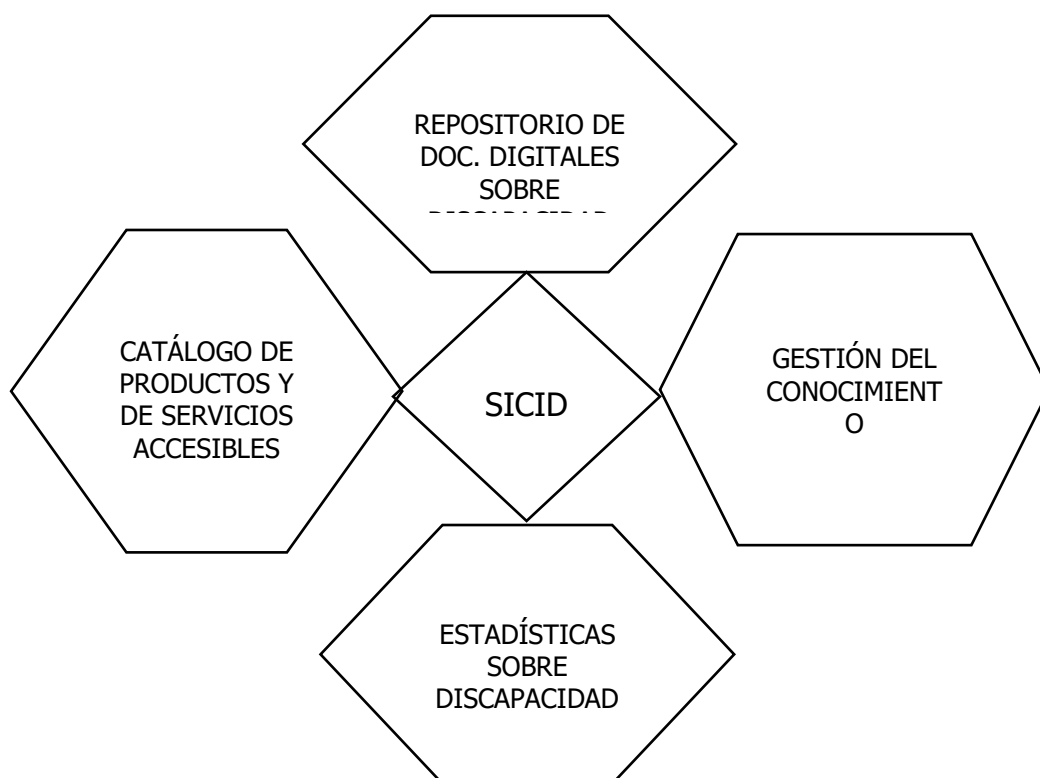 REPOSITORIO DE
DOC. DIGITALES
SOBRE
CATÁLOGO DE
PRODUCTOS Y
DE SERVICIOS
ACCESIBLES
SICID
GESTIÓN DEL
CONOCIMIENT
O
ESTADÍSTICAS
SOBRE
DISCAPACIDAD